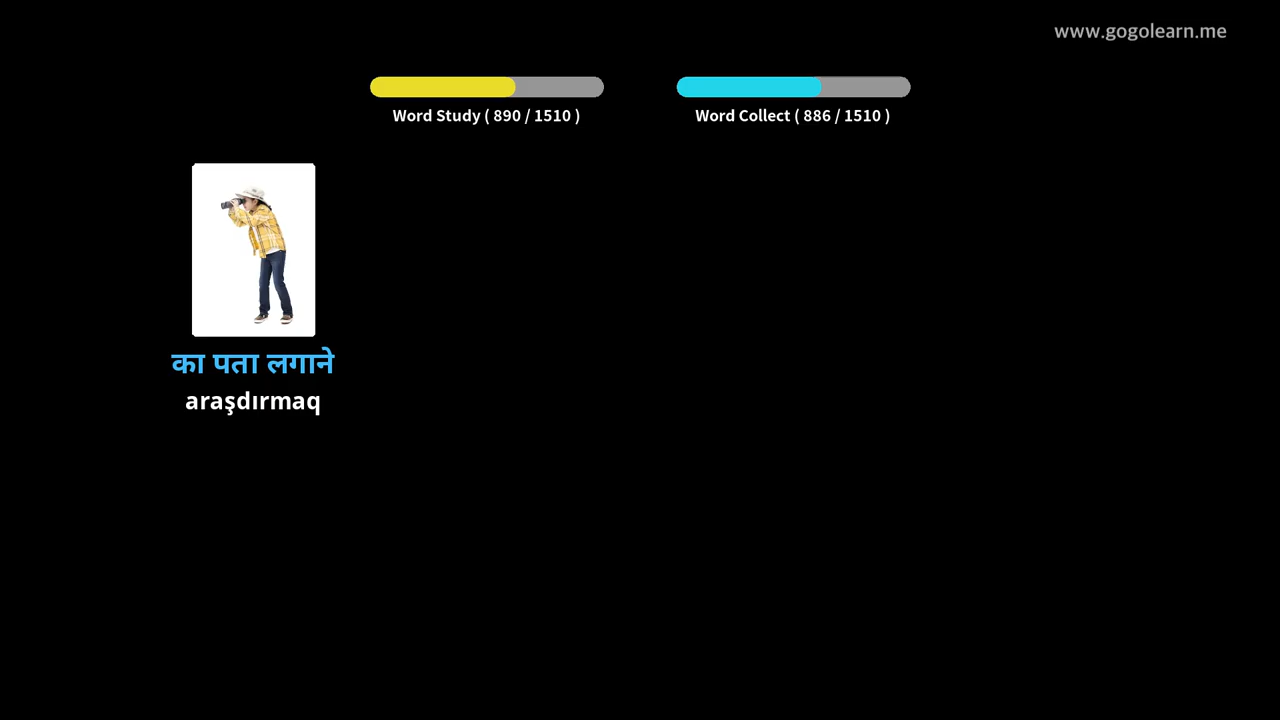 www.gogolearn.me
Word Study ( 890 / 1510 )
Word Collect ( 886 / 1510 )
का पता लगाने
araşdırmaq